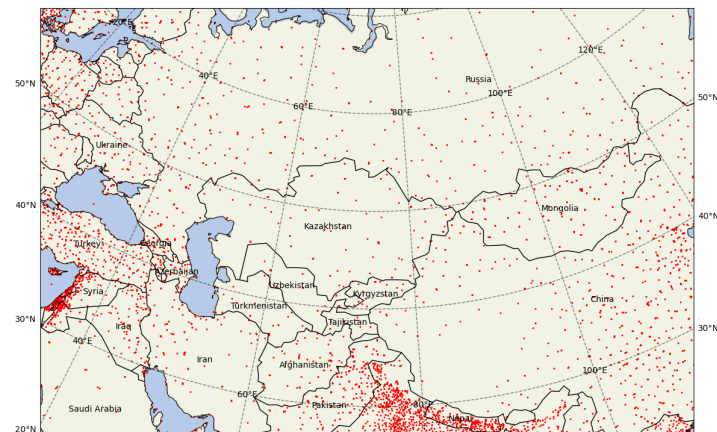 20°E
120°E
40°E
Russia
50°N
100°E
50°N
60°E
80°E
Ukraine
40°N
Mongolia
40°N
Kazakhstan
Turkey
Georgia
Azerbaijan
Uzbekistan
Syria
Kyrgyzstan
China
Turkmenistan
30°N
Iraq
Tajikistan
30°N
40°E
Iran
Afghanistan
100°E
60°E
Saudi Arabia
Pakistan
80°E
Nepal
20°N